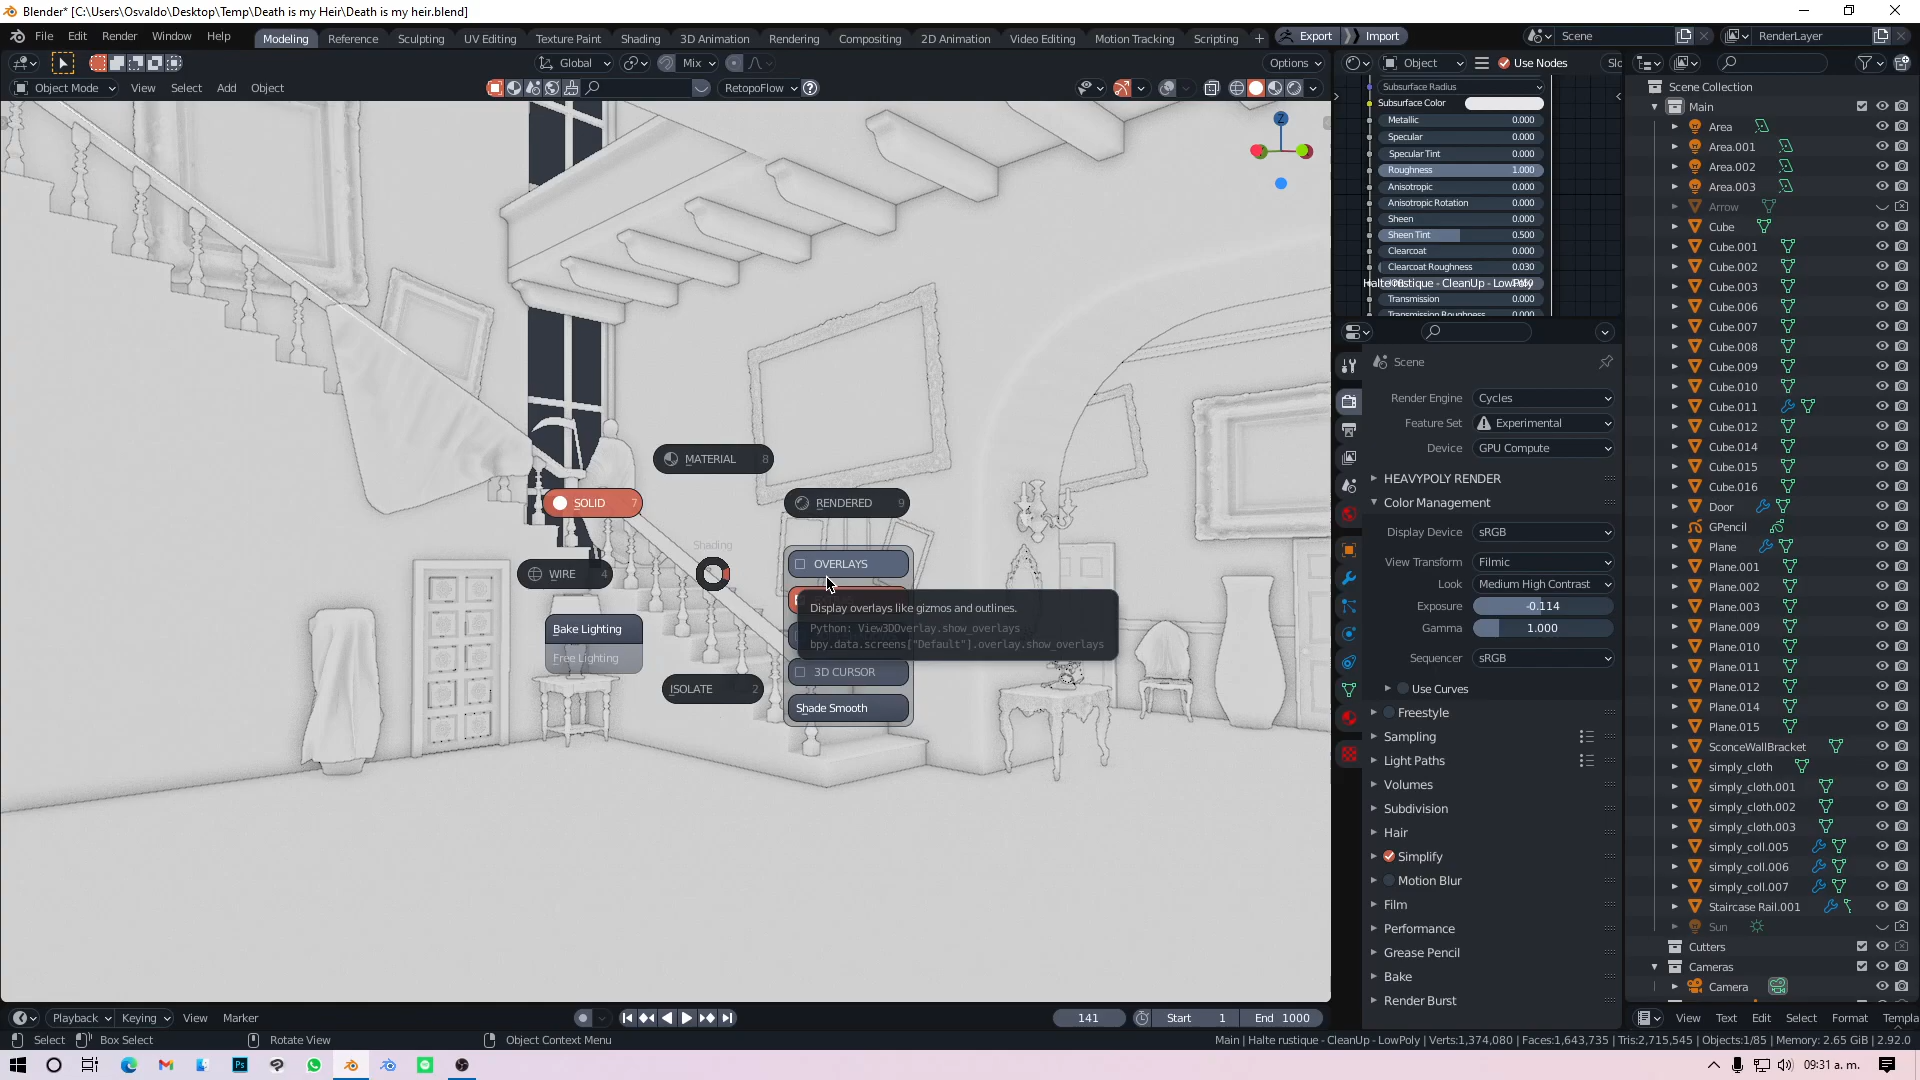 Blender* [C:\Users\Osvaldo\Desktop\Temp\Death is my Heir\Death is my heir.blend]
File Edit Render Window Help Modeling Reference Sculpting UV Editing Texture Paint Shading 3D Animation Rendering Compositing 2D Animation Video Editing Motion Tracking Scripting + Export Import Scene RenderLayer
Global Mix Options Object Use Nodes Slo
Object Mode View Select Add Object RetopoFlow
Subsurface Radius
Subsurface Color
Metallic 0.000
Specular 0.000
Specular Tint 0.000
Roughness 1.000
Anisotropic 0.000
Anisotropic Rotation 0.000
Sheen 0.000
Sheen Tint 0.500
Clearcoat 0.000
Clearcoat Roughness 0.030
Halte rustique - CleanUp - LowPoly
Transmission 0.000
Transmission Roughness 0.000
Z
MATERIAL 8
SOLID 7
RENDERED 9
Shading
WIRE 4
OVERLAYS
Display overlays like gizmos and outlines.
Python: View3DOverlay.show_overlays
bpy.data.screens["Default"].overlay.show_overlays
Bake Lighting
Free Lighting
3D CURSOR
ISOLATE 2
Shade Smooth
Scene
Render Engine Cycles
Feature Set Experimental
Device GPU Compute
HEAVYPOLY RENDER
Color Management
Display Device sRGB
View Transform Filmic
Look Medium High Contrast
Exposure -0.114
Gamma 1.000
Sequencer sRGB
Use Curves
Freestyle
Sampling
Light Paths
Volumes
Subdivision
Hair
Simplify
Motion Blur
Film
Performance
Grease Pencil
Bake
Render Burst
Scene Collection
Main
Area
Area.001
Area.002
Area.003
Arrow
Cube
Cube.001
Cube.002
Cube.003
Cube.006
Cube.007
Cube.008
Cube.009
Cube.010
Cube.011
Cube.012
Cube.014
Cube.015
Cube.016
Door
GPencil
Plane
Plane.001
Plane.002
Plane.003
Plane.009
Plane.010
Plane.011
Plane.012
Plane.014
Plane.015
SconceWallBracket
simply_cloth
simply_cloth.001
simply_cloth.002
simply_cloth.003
simply_coll.005
simply_coll.006
simply_coll.007
Staircase Rail.001
Sun
Cutters
Cameras
Camera
Playback Keying View Marker 141 Start 1 End 1000 View Text Edit Select Format Templa
Select Box Select Rotate View Object Context Menu Main | Halte rustique - CleanUp - LowPoly | Verts:1,374,080 | Faces:1,643,735 | Tris:2,715,545 | Objects:1/85 | Memory: 2.65 GiB | 2.92.0
09:31 a. m.